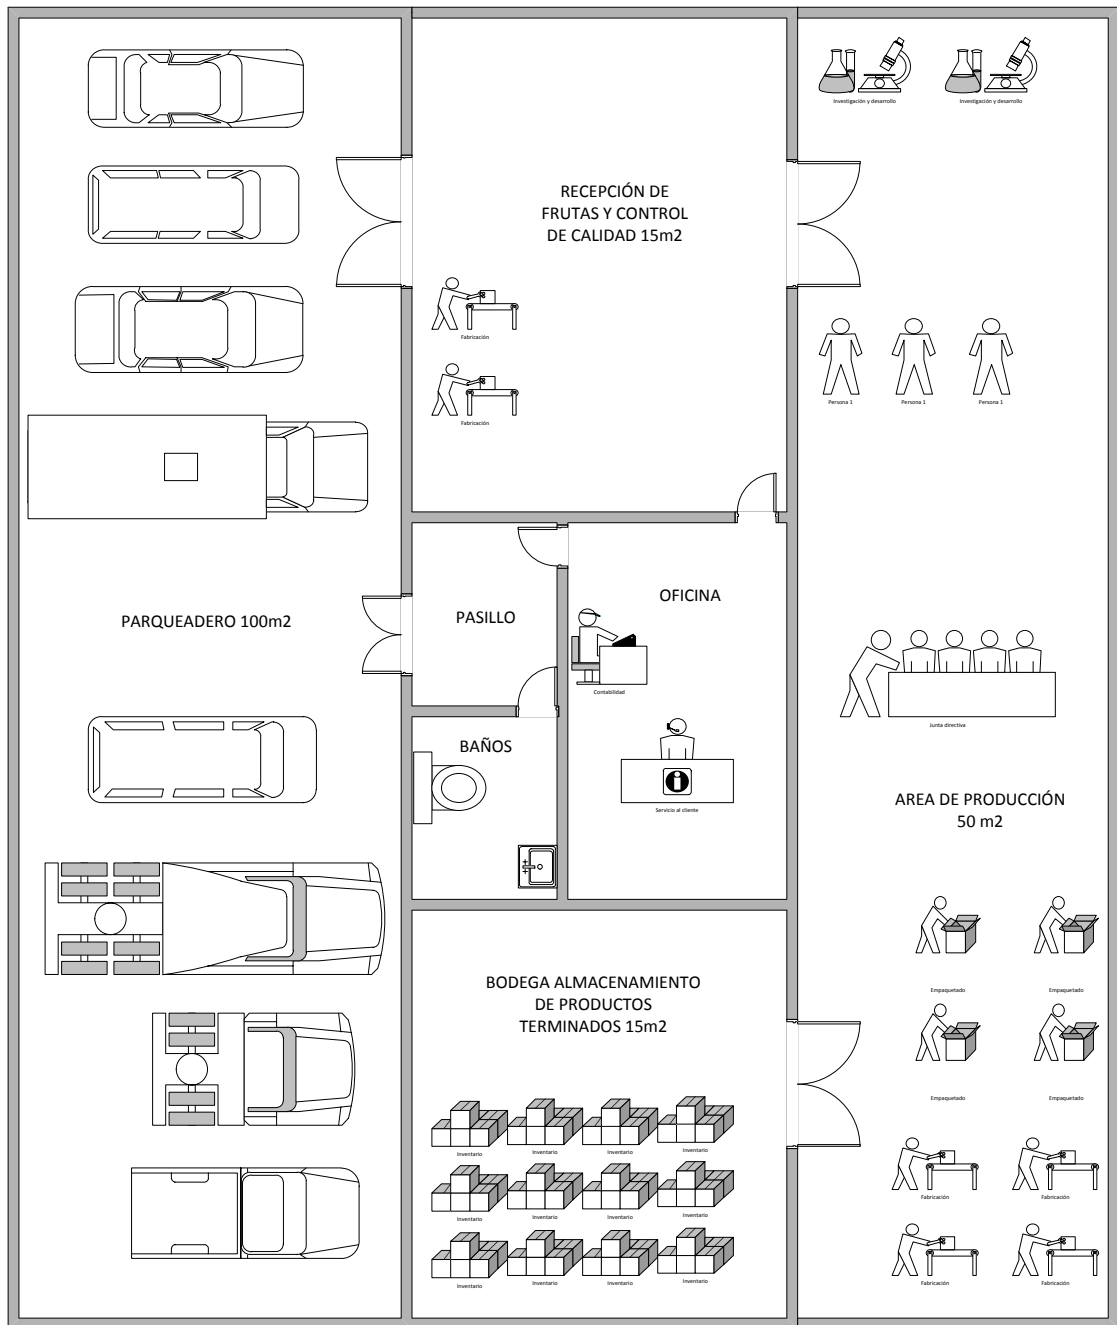 Investigación y desarrollo
Investigación y desarrollo
RECEPCIÓN DE
FRUTAS Y CONTROL
DE CALIDAD 15m2
Fabricación
Fabricación
Persona 1
Persona 1
Persona 1
PARQUEADERO 100m2
PASILLO
OFICINA
Contabilidad
Junta directiva
BAÑOS
Servicio al cliente
AREA DE PRODUCCIÓN
50 m2
BODEGA ALMACENAMIENTO
DE PRODUCTOS
TERMINADOS 15m2
Empaquetado
Empaquetado
Empaquetado
Empaquetado
Inventario
Inventario
Inventario
Inventario
Inventario
Inventario
Inventario
Inventario
Inventario
Inventario
Inventario
Inventario
Fabricación
Fabricación
Fabricación
Fabricación